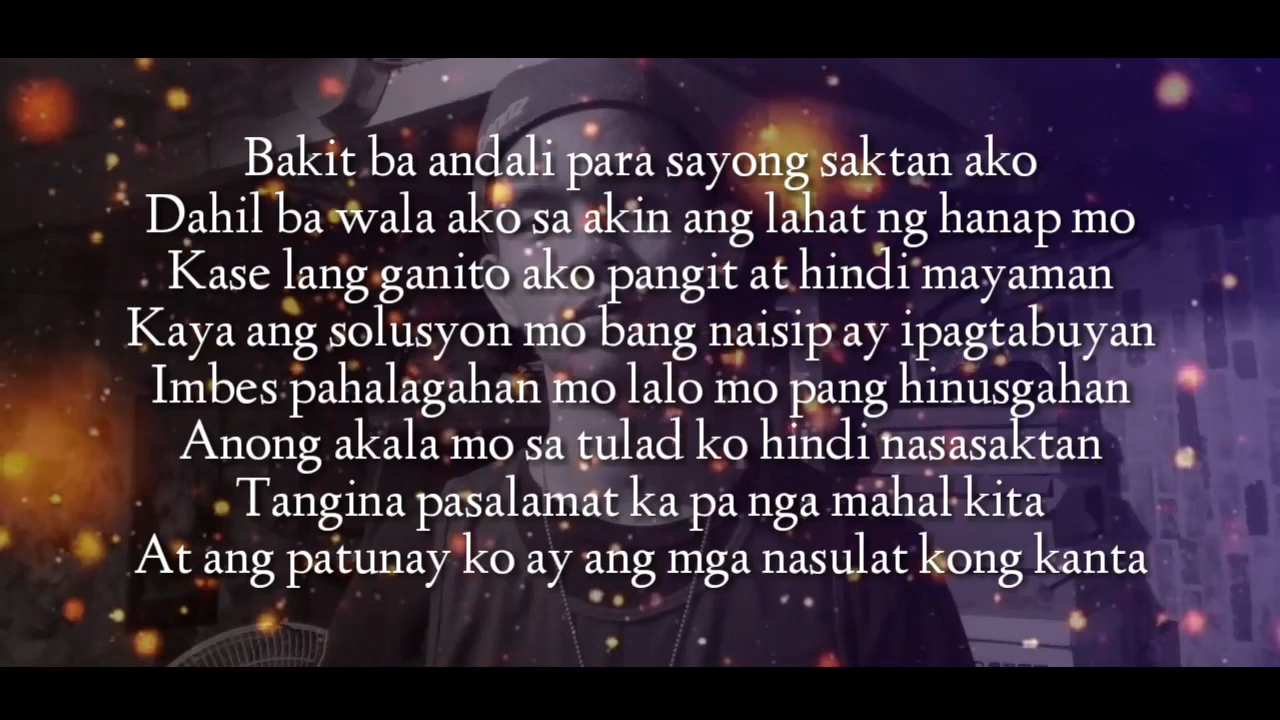 Bakit ba andali para sayong saktan ako
Dahil ba wala ako sa akin ang lahat ng hanap mo
Kase lang ganito ako pangit at hindi mayaman
Kaya ang solusyon mo bang naisip ay ipagtabuyan
Imbes pahalagahan mo lalo mo pang hinusgahan
Anong akala mo sa tulad ko hindi nasasaktan
Tangina pasalamat ka pa nga mahal kita
At ang patunay ko ay ang mga nasulat kong kanta